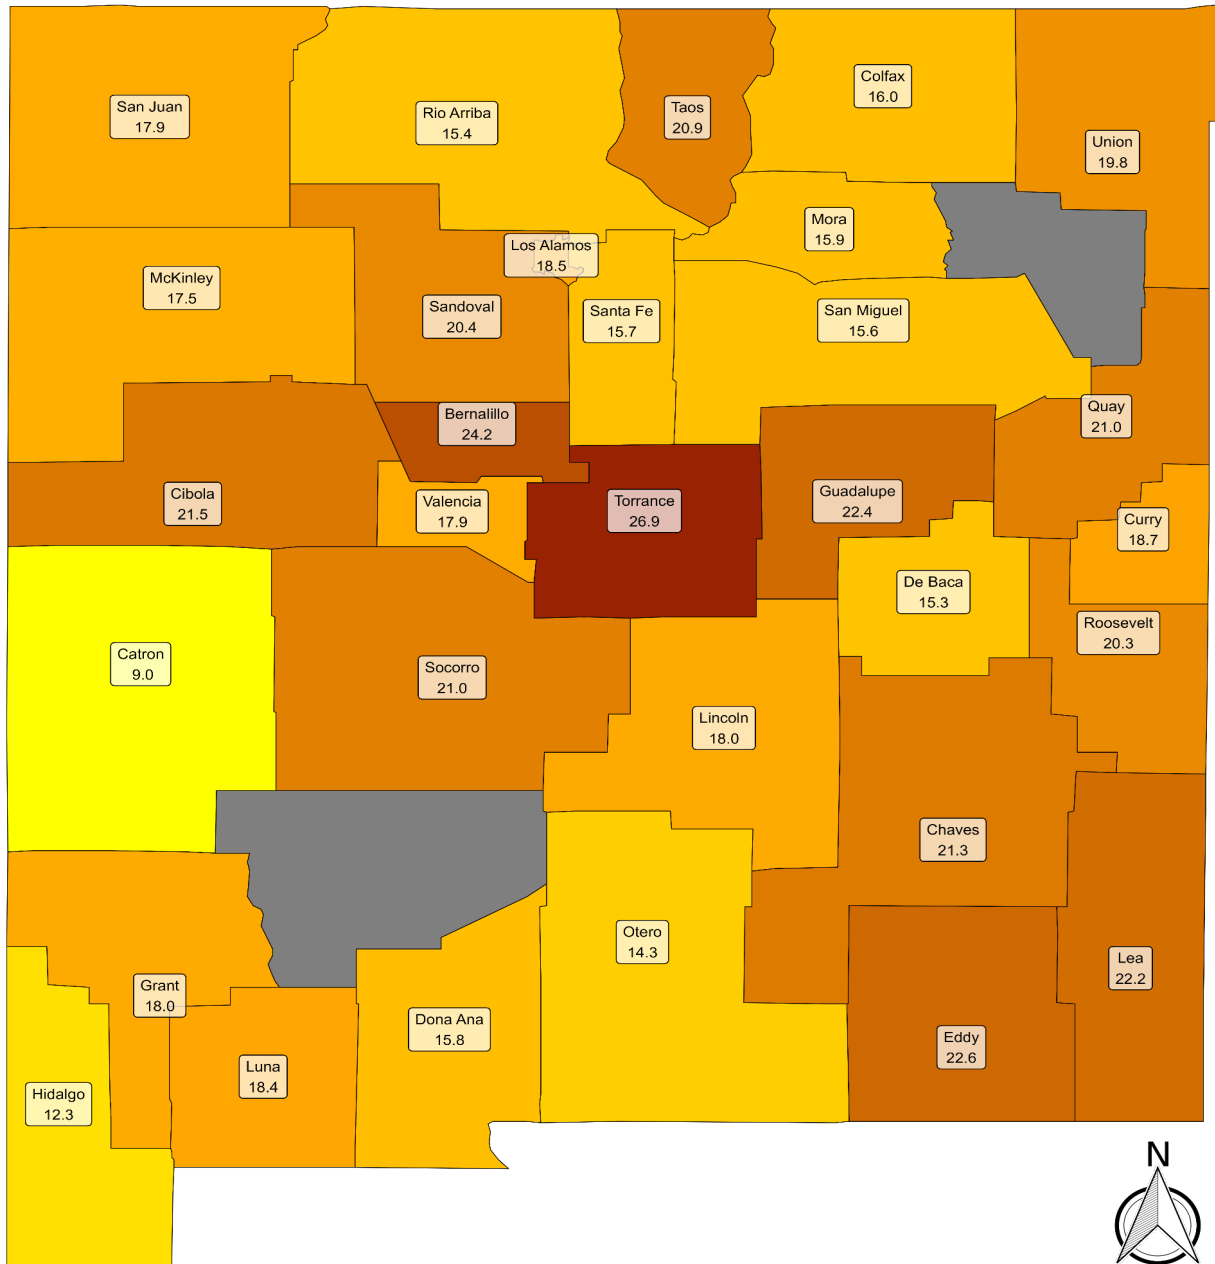 Colfax
16.0
San Juan
17.9
Rio Arriba
15.4
Taos
20.9
Union
19.8
Mora
15.9
Los Alamos
18.5
McKinley
17.5
Sandoval
20.4
Santa Fe
15.7
San Miguel
15.6
Bernalillo
24.2
Quay
21.0
Cibola
21.5
Valencia
17.9
Torrance
26.9
Guadalupe
22.4
Curry
18.7
De Baca
15.3
Roosevelt
20.3
Catron
9.0
Socorro
21.0
Lincoln
18.0
Chaves
21.3
Otero
14.3
Lea
22.2
Grant
18.0
Dona Ana
15.8
Eddy
22.6
Luna
18.4
Hidalgo
12.3
N